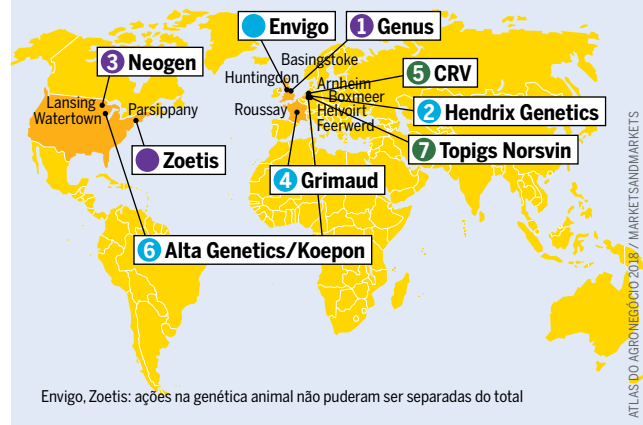 Envigo
1 Genus
3 Neogen
Basingstoke
Huntingdon
5 CRV
Arnheim
Boxmeer
Helvoirt
Feerwerd
Lansing
Watertown
Parsippany
Roussay
2 Hendrix Genetics
7 Topigs Norsvin
Zoetis
4 Grimaud
6 Alta Genetics/Koepon
Envigo, Zoetis: ações na genética animal não puderam ser separadas do total
ATLAS DO AGRONEGÓCIO 2018 / MARKETSANDMARKETS